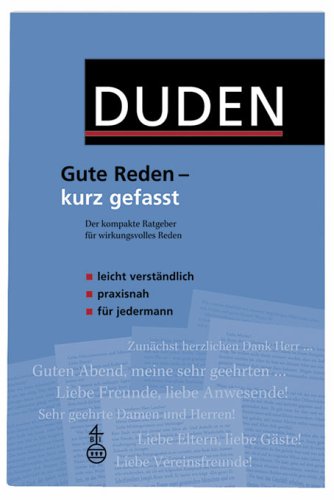 DUDEN
Gute Reden –
kurz gefasst
Der kompakte Ratgeber
für wirkungsvolles Reden
leicht verständlich
praxisnah
für jedermann
Zunächst herzlichen Dank Herr ...
Guten Abend, meine sehr geehrten ...
Liebe Freunde, liebe Anwesende!
Sehr geehrte Damen und Herren!
Liebe Eltern, liebe Gäste!
Liebe Vereinsfreunde!
B I